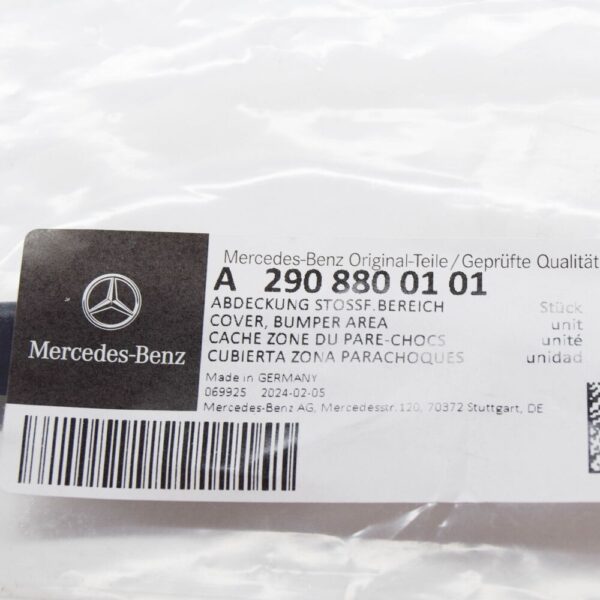 Mercedes-Benz
Mercedes-Benz Original-Teile/Geprüfte Qualität
A 290 880 01 01
ABDECKUNG STOSSF.BEREICH Stück
COVER, BUMPER AREA unit
CACHE ZONE DU PARE-CHOCS unité
CUBIERTA ZONA PARACHOQUES unidad
Made in GERMANY
069925 2024-02-05
Mercedes-Benz AG, Mercedesstr.120, 70372 Stuttgart, DE